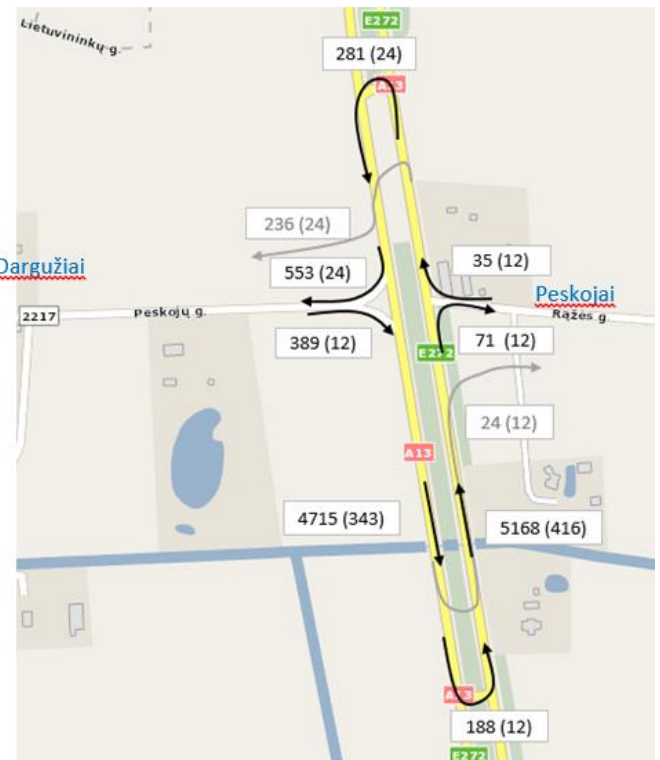 E272
Lietuvininkų g.
281 (24)
A13
236 (24)
Dargužiai
553 (24)
35 (12)
Peskojai
2217
Peskojų g.
Rąžės g.
389 (12)
E272
71 (12)
24 (12)
A13
4715 (343)
5168 (416)
A13
188 (12)
E272